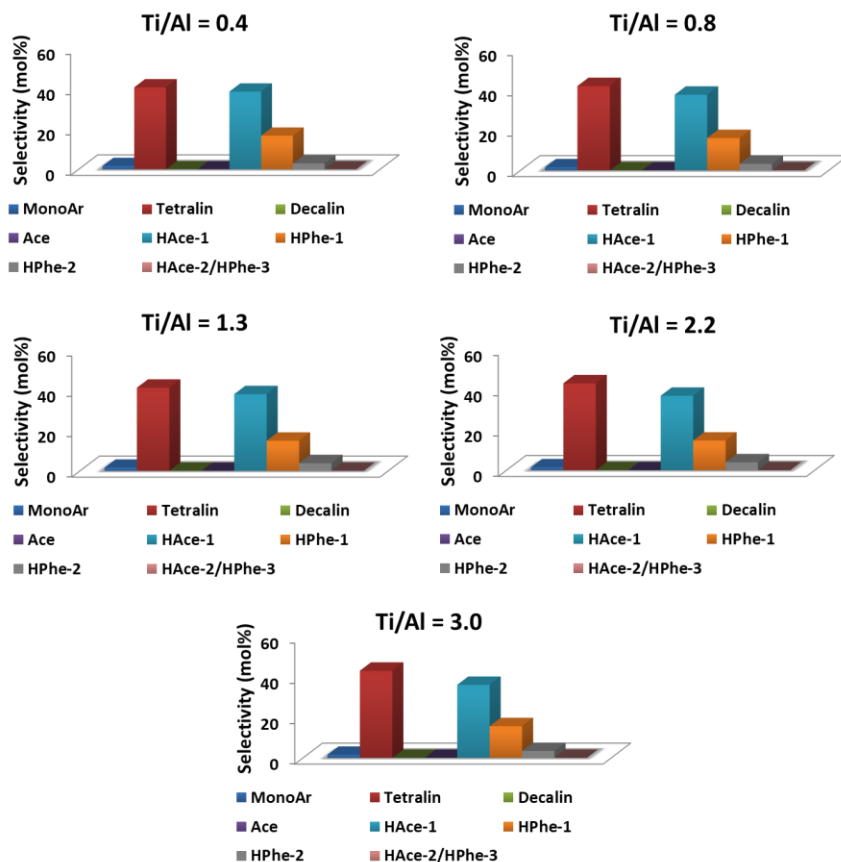 Ti/Al = 0.4
Selectivity (mol%)
60
40
20
0
MonoAr Tetralin Decalin
Ace HAce-1 HPhe-1
HPhe-2 HAce-2/HPhe-3
Ti/Al = 0.8
Selectivity (mol%)
60
40
20
0
MonoAr Tetralin Decalin
Ace HAce-1 HPhe-1
HPhe-2 HAce-2/HPhe-3
Ti/Al = 1.3
Selectivity (mol%)
60
40
20
0
MonoAr Tetralin Decalin
Ace HAce-1 HPhe-1
HPhe-2 HAce-2/HPhe-3
Ti/Al = 2.2
Selectivity (mol%)
60
40
20
0
MonoAr Tetralin Decalin
Ace HAce-1 HPhe-1
HPhe-2 HAce-2/HPhe-3
Ti/Al = 3.0
Selectivity (mol%)
60
40
20
0
MonoAr Tetralin Decalin
Ace HAce-1 HPhe-1
HPhe-2 HAce-2/HPhe-3